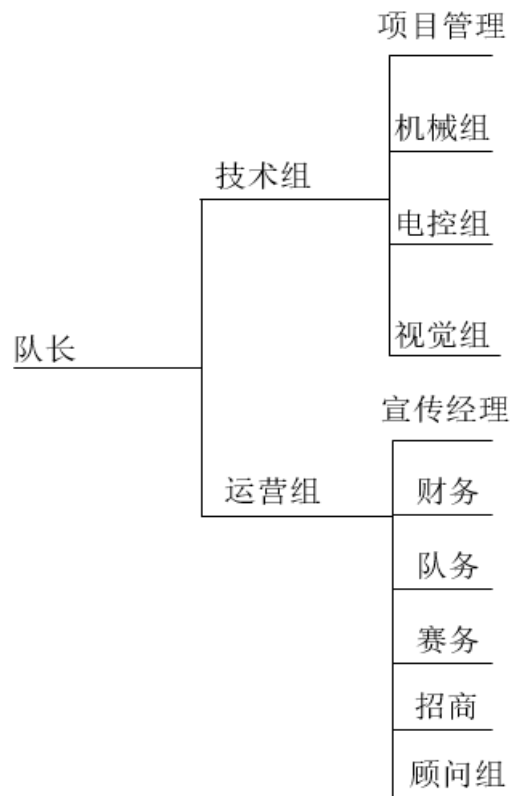 项目管理
机械组
技术组
电控组
视觉组
队长
宣传经理
运营组
财务
队务
赛务
招商
顾问组